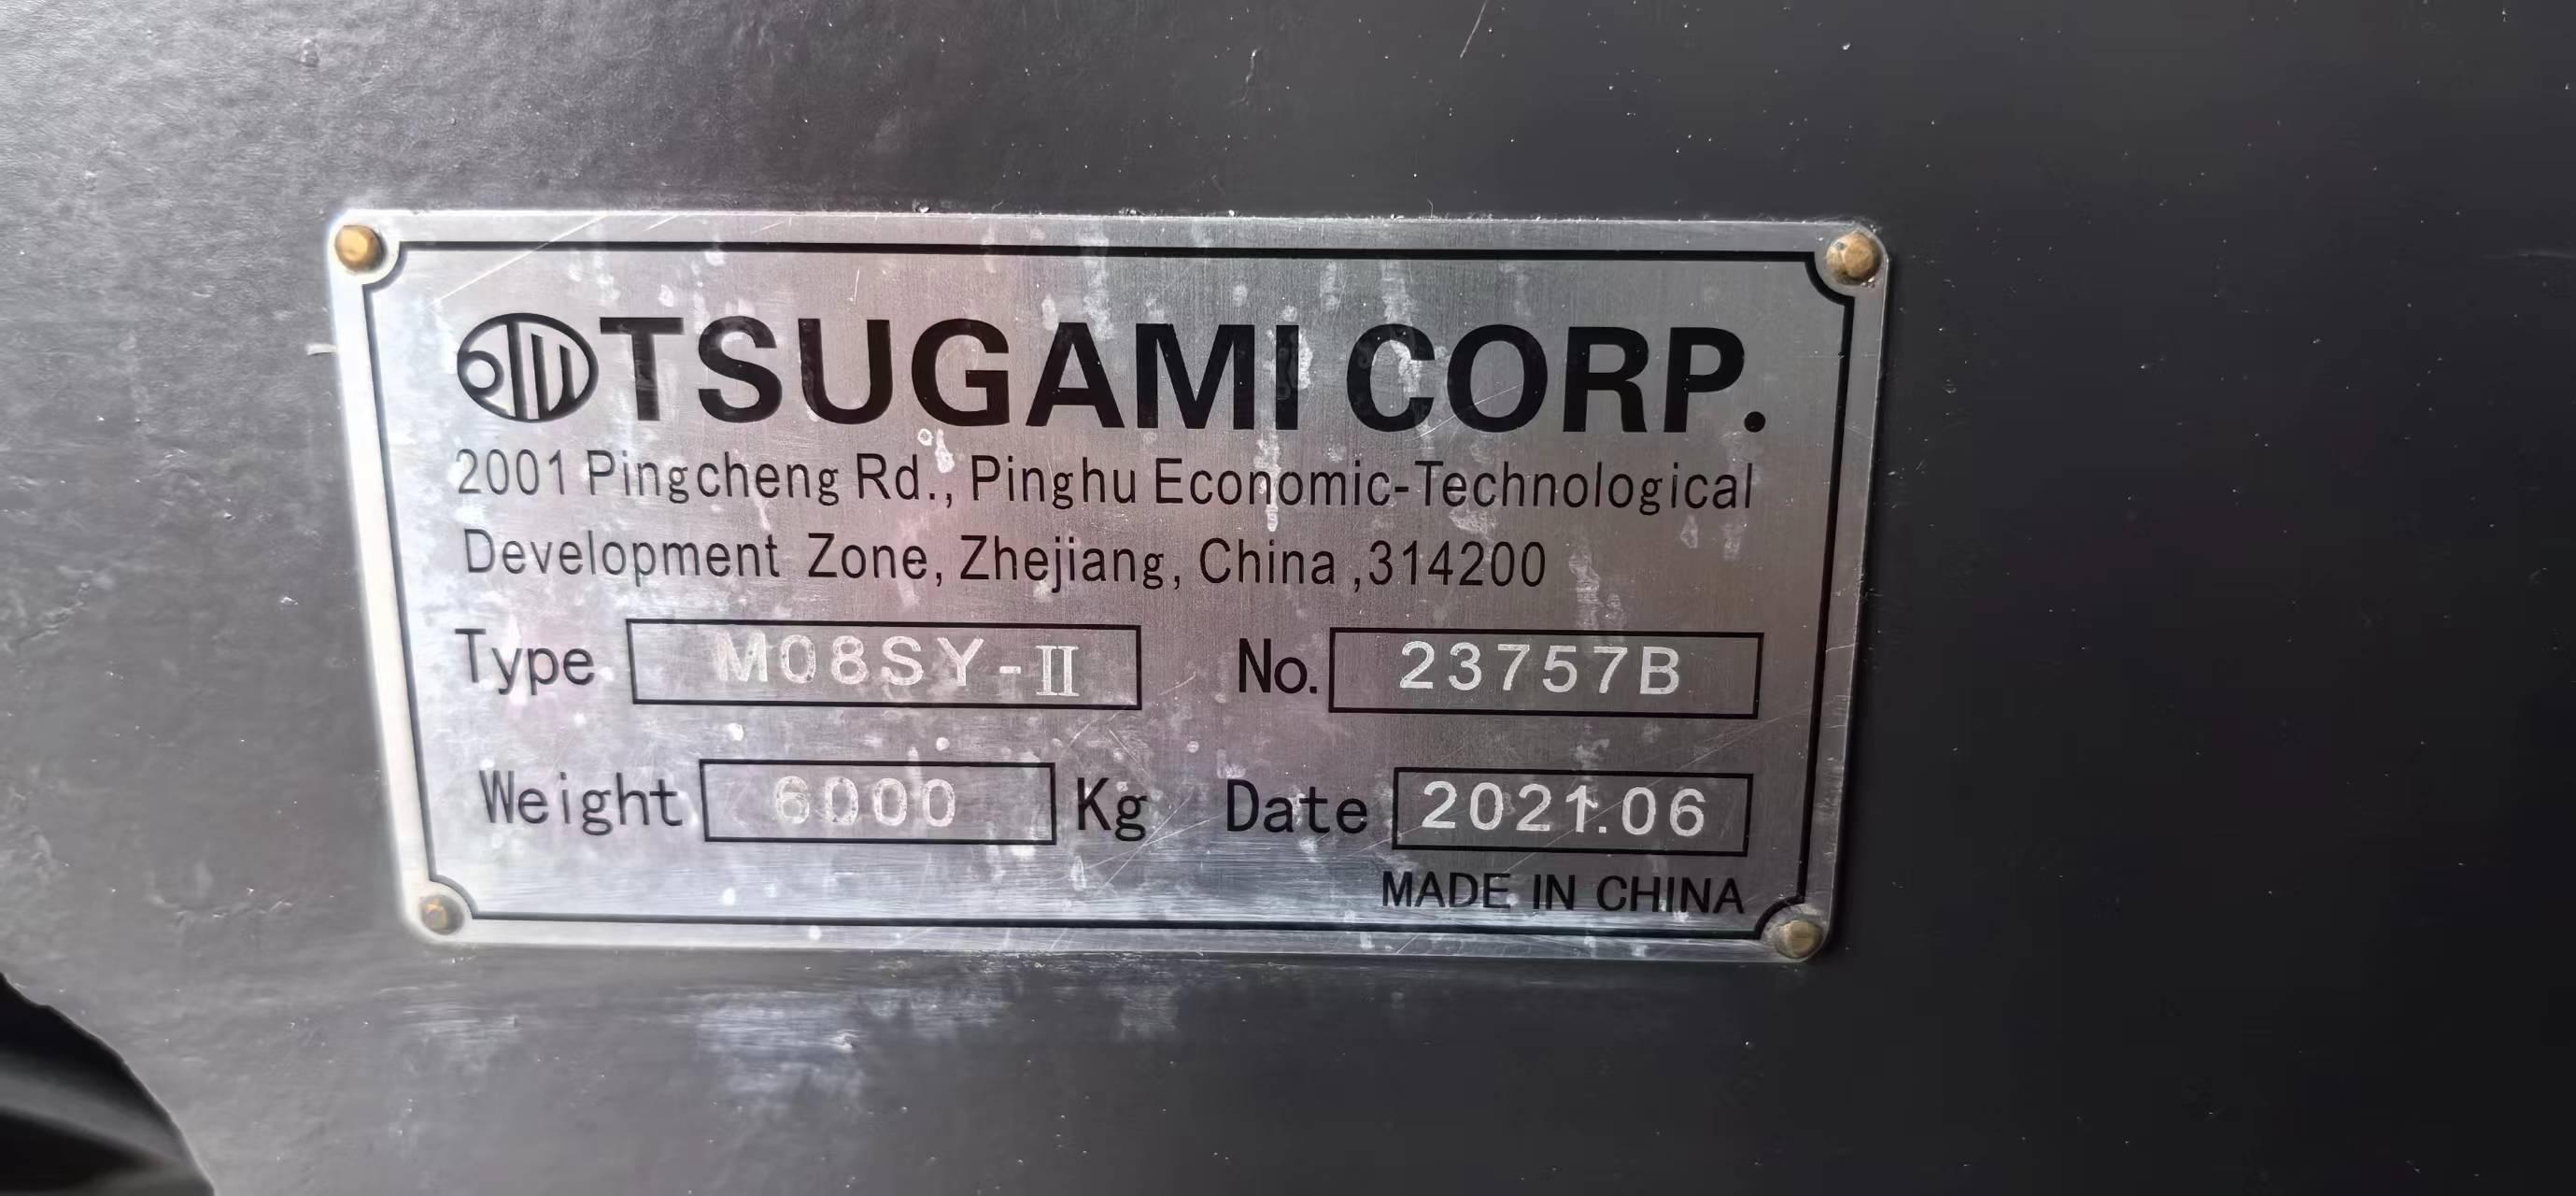 TSUGAMI CORP.
2001 Pingcheng Rd., Pinghu Economic-Technological
Development Zone, Zhejiang, China ,314200
Type M08SY-II No. 23757B
Weight 6000 Kg Date 2021.06
MADE IN CHINA